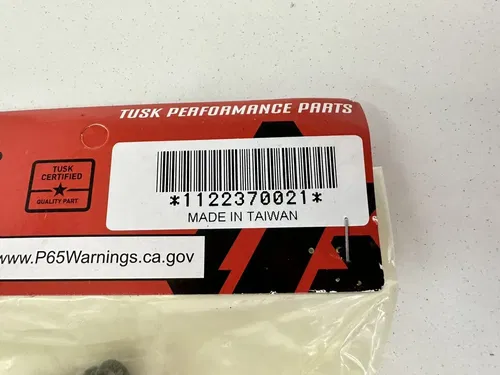 TUSK PERFORMANCE PARTS
TUSK
CERTIFIED
QUALITY PART
*1122370021*
MADE IN TAIWAN
www.P65Warnings.ca.gov